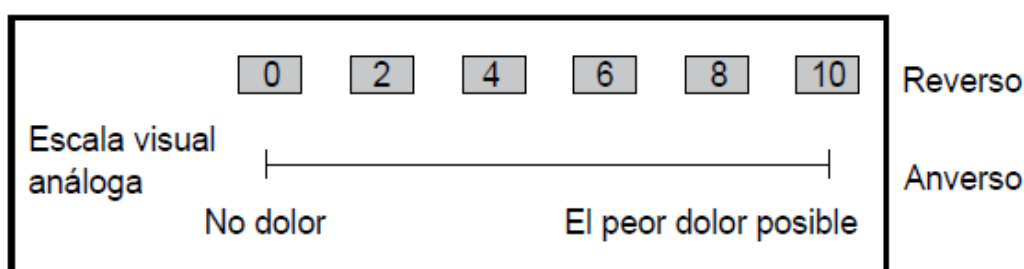 0 2 4 6 8 10
Reverso
Escala visual
análoga
Anverso
No dolor
El peor dolor posible